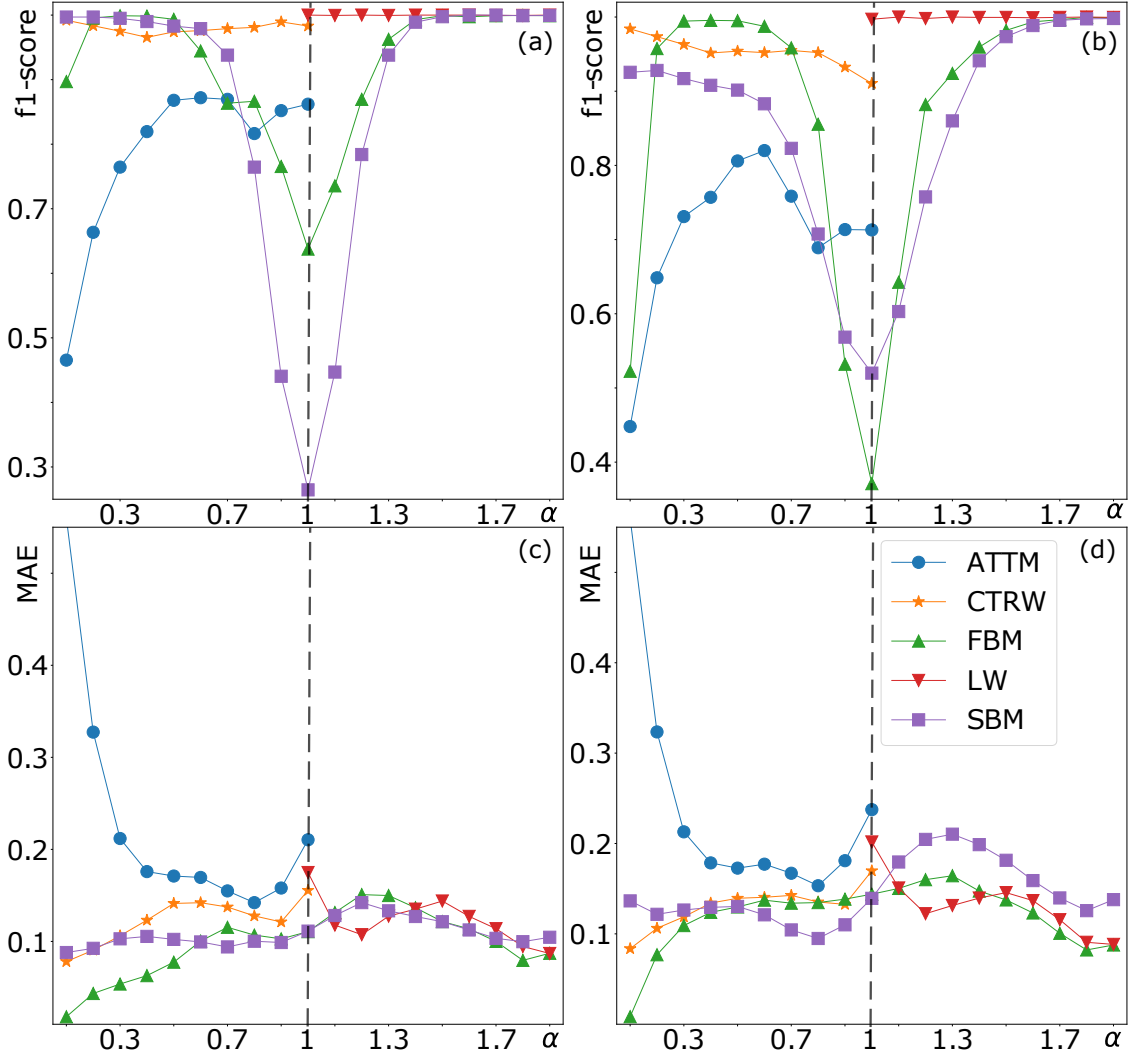 f1-score
(a)
0.7
0.5
0.3
0.3 0.7 1 1.3 1.7 α
f1-score
(b)
0.8
0.6
0.4
0.3 0.7 1 1.3 1.7 α
MAE
(c)
0.4
0.3
0.2
0.1
0.3 0.7 1 1.3 1.7 α
MAE
(d)
ATTM
CTRW
FBM
LW
SBM
0.4
0.3
0.2
0.1
0.3 0.7 1 1.3 1.7 α